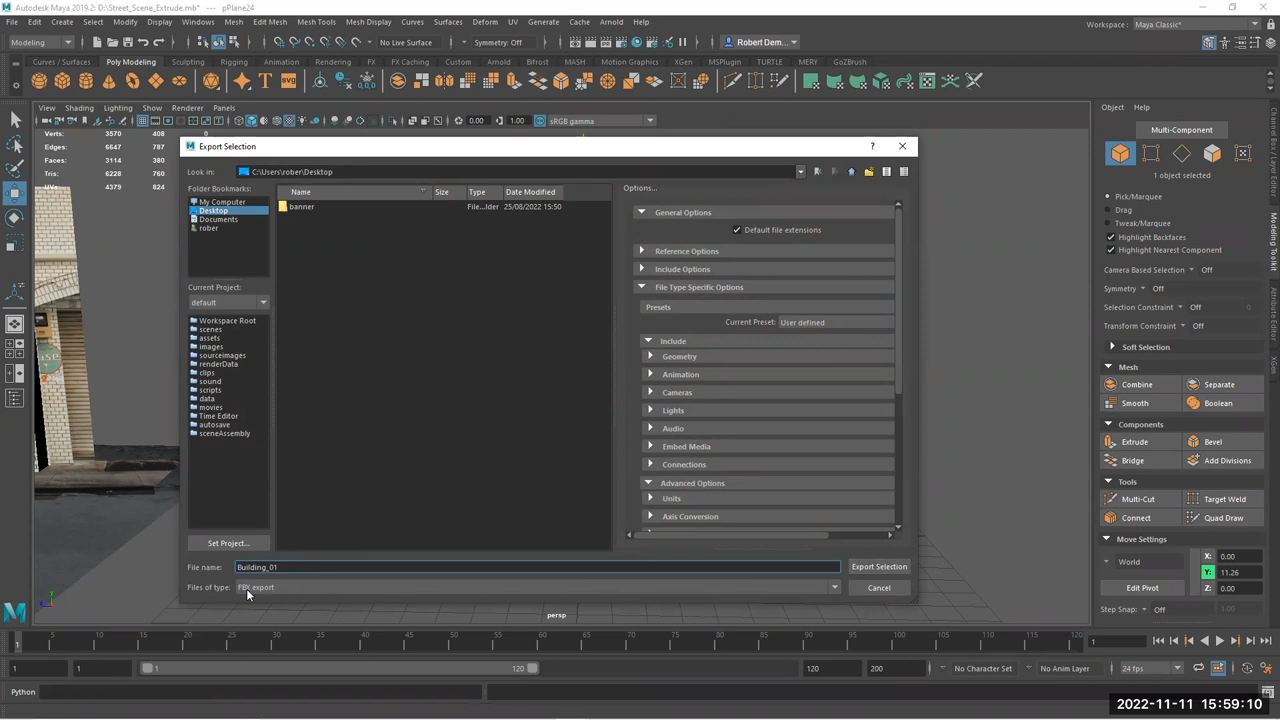 Autodesk Maya 2019.2: D:\Street_Scene_Extrude.mb* - pPlane24
File Edit Create Select Modify Display Windows Mesh Edit Mesh Mesh Tools Mesh Display Curves Surfaces Deform UV Generate Cache Arnold Help
Workspace : Maya Classic*
Modeling No Live Surface Symmetry: Off Robert Dem...
Curves / Surfaces Poly Modeling Sculpting Rigging Animation Rendering FX FX Caching Custom Arnold Bifrost MASH Motion Graphics XGen MSPlugin TURTLE MERY GoZBrush
View Shading Lighting Show Renderer Panels
Object Help
0.00 1.00 sRGB gamma
Multi-Component
Verts: 3570 408 0
Edges: 6647 787
Faces: 3114 380
Tris: 6228 760
UVs: 4379 824
Export Selection
Look in: C:\Users\rober\Desktop
Folder Bookmarks:
My Computer
Desktop
Documents
rober
Name Size Type Date Modified
banner File...lder 25/08/2022 15:50
Current Project:
default
Workspace Root
scenes
assets
images
sourceimages
renderData
clips
sound
scripts
data
movies
Time Editor
autosave
sceneAssembly
Set Project...
Options...
General Options
Default file extensions
Reference Options
Include Options
File Type Specific Options
Presets
Current Preset: User defined
Include
Geometry
Animation
Cameras
Lights
Audio
Embed Media
Connections
Advanced Options
Units
Axis Conversion
File name: Building_01 Export Selection
Files of type: FBX export Cancel
persp
1 object selected
Pick/Marquee
Drag
Tweak/Marquee
Highlight Backfaces
Highlight Nearest Component
Camera Based Selection Off
Symmetry: Off
Selection Constraint: Off 0
Transform Constraint: Off
Soft Selection
Mesh
Combine Separate
Smooth Boolean
Components
Extrude Bevel
Bridge Add Divisions
Tools
Multi-Cut Target Weld
Connect Quad Draw
Move Settings
World
Edit Pivot
X: 0.00
Y: 11.26
Z: 0.00
Step Snap: Off
Channel Box / Layer Editor
Modeling Toolkit
Attribute Editor
XGen
5 10 15 20 25 30 35 40 45 50 55 60 65 70 75 80 85 90 95 100 105 110 115 120 1
1 1 1 120 120 200 No Character Set No Anim Layer 24 fps
Python
2022-11-11 15:59:10